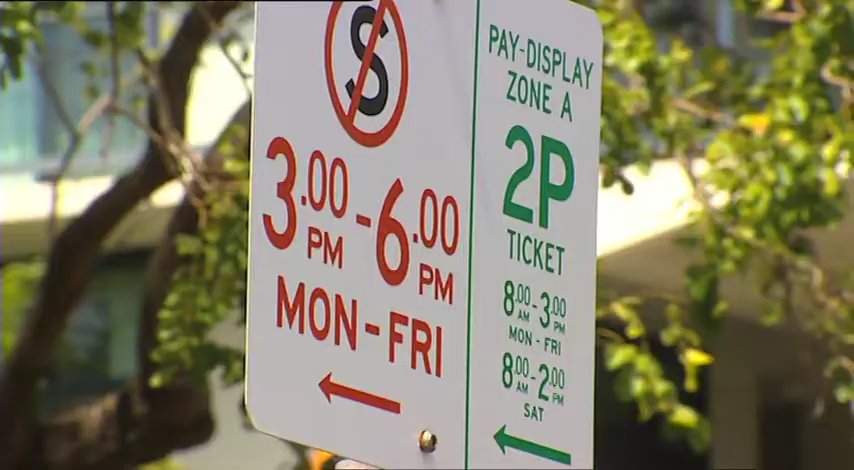 S
3.00 PM - 6.00 PM
MON - FRI
PAY-DISPLAY
ZONE A
2P
TICKET
8.00 AM - 3.00 PM
MON - FRI
8.00 AM - 2.00 PM
SAT